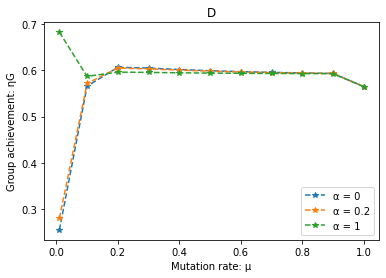 D
Group achievement: ηG
0.7
0.6
0.5
0.4
0.3
0.0
0.2
0.4
0.6
0.8
1.0
Mutation rate: μ
α = 0
α = 0.2
α = 1